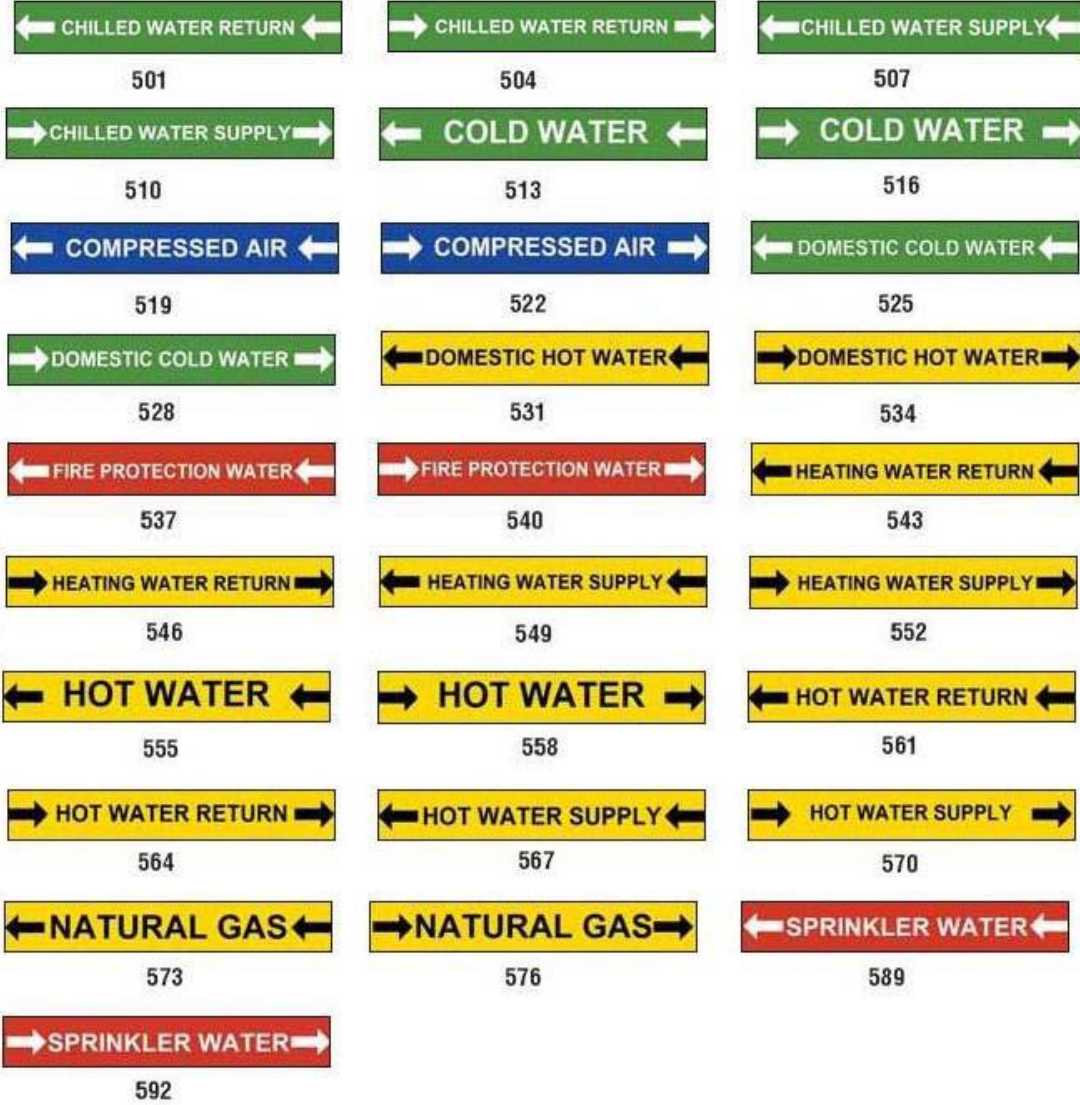 CHILLED WATER RETURN
CHILLED WATER RETURN
CHILLED WATER SUPPLY
501
504
507
CHILLED WATER SUPPLY
COLD WATER
COLD WATER
510
513
516
COMPRESSED AIR
COMPRESSED AIR
DOMESTIC COLD WATER
519
522
525
DOMESTIC COLD WATER
DOMESTIC HOT WATER
DOMESTIC HOT WATER
528
531
534
FIRE PROTECTION WATER
FIRE PROTECTION WATER
HEATING WATER RETURN
537
540
543
HEATING WATER RETURN
HEATING WATER SUPPLY
HEATING WATER SUPPLY
546
549
552
HOT WATER
HOT WATER
HOT WATER RETURN
555
558
561
HOT WATER RETURN
HOT WATER SUPPLY
HOT WATER SUPPLY
564
567
570
NATURAL GAS
NATURAL GAS
SPRINKLER WATER
573
576
589
SPRINKLER WATER
592